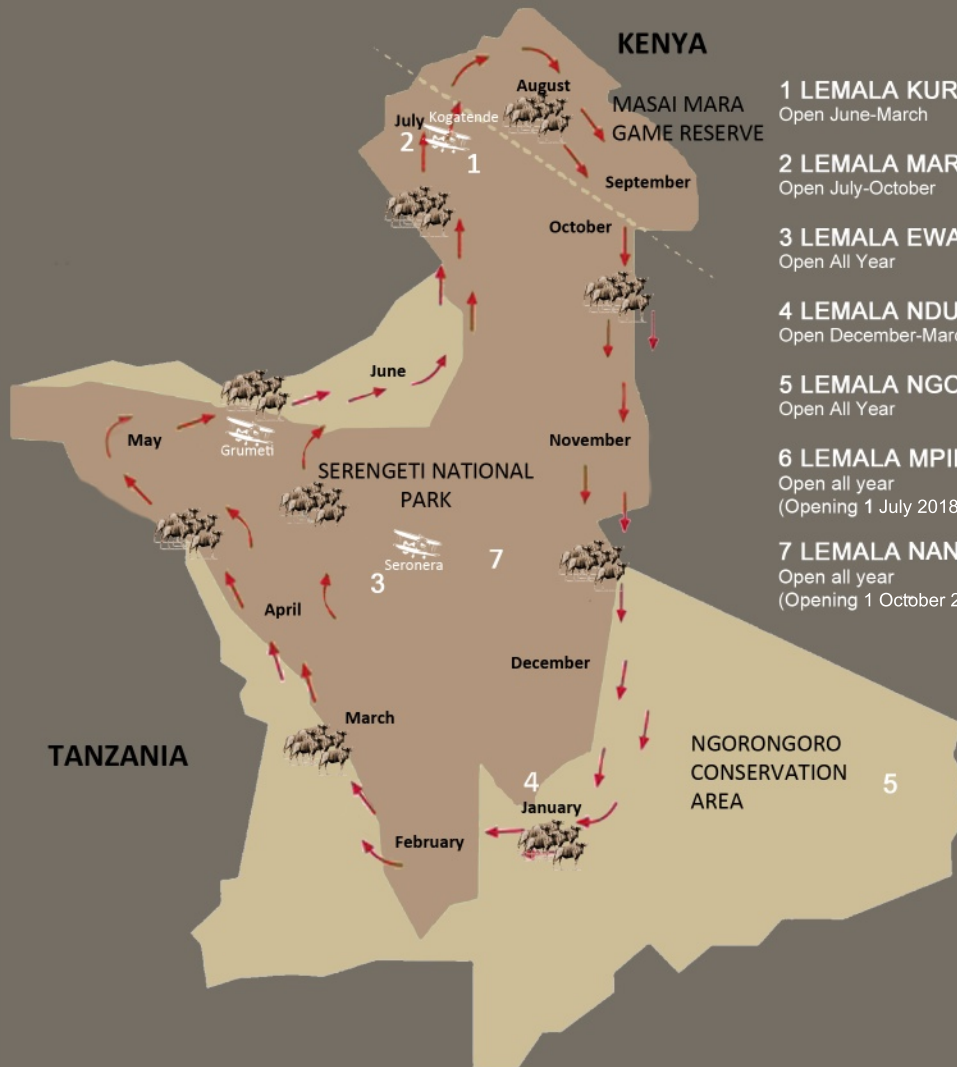 KENYA
August
MASAI MARA
GAME RESERVE
July
Kogatende
2
1
September
October
June
May
Grumeti
November
SERENGETI NATIONAL
PARK
Seronera
3
7
April
December
March
TANZANIA
NGORONGORO
CONSERVATION
AREA
5
4
January
February
1 LEMALA KUR
Open June-March
2 LEMALA MAR
Open July-October
3 LEMALA EWA
Open All Year
4 LEMALA NDU
Open December-Marc
5 LEMALA NGO
Open All Year
6 LEMALA MPI
Open all year
(Opening 1 July 2018
7 LEMALA NAN
Open all year
(Opening 1 October 2